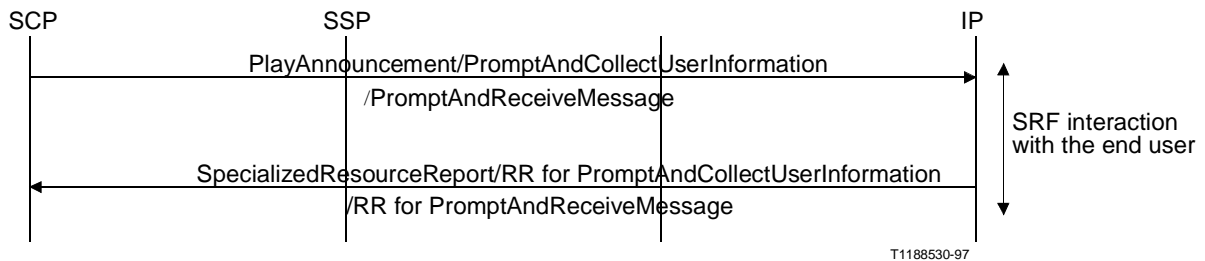 SCP SSP IP
PlayAnnouncement/PromptAndCollectUserInformation
/PromptAndReceiveMessage
SRF interaction
with the end user
SpecializedResourceReport/RR for PromptAndCollectUserInformation
/RR for PromptAndReceiveMessage
T1188530-97